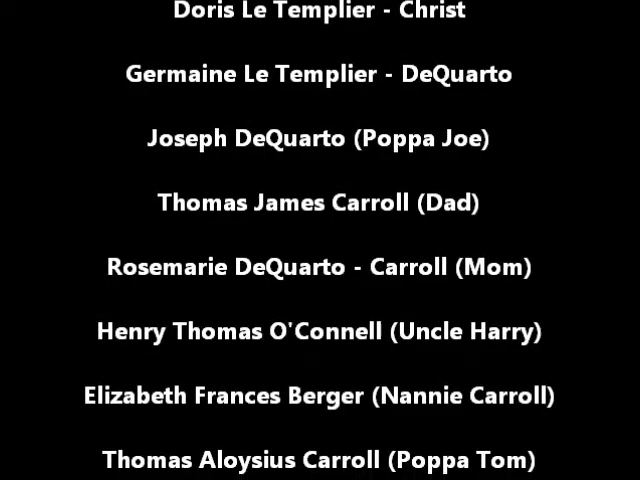 Doris Le Templier - Christ
Germaine Le Templier - DeQuarto
Joseph DeQuarto (Poppa Joe)
Thomas James Carroll (Dad)
Rosemarie DeQuarto - Carroll (Mom)
Henry Thomas O'Connell (Uncle Harry)
Elizabeth Frances Berger (Nannie Carroll)
Thomas Aloysius Carroll (Poppa Tom)